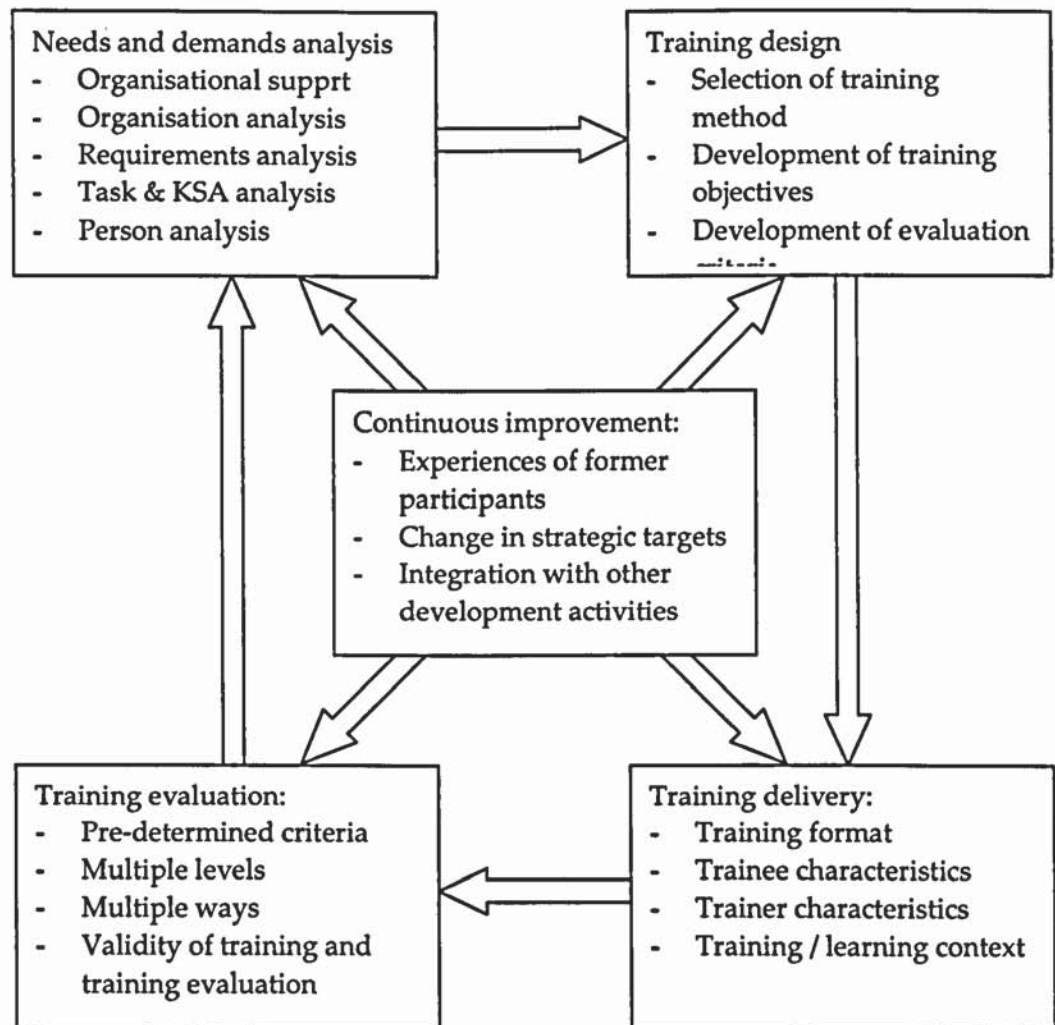 Needs and demands analysis
- Organisational supprt
- Organisation analysis
- Requirements analysis
- Task & KSA analysis
- Person analysis
Training design
- Selection of training
method
- Development of training
objectives
- Development of evaluation
Continuous improvement:
- Experiences of former
participants
- Change in strategic targets
- Integration with other
development activities
Training evaluation:
- Pre-determined criteria
- Multiple levels
- Multiple ways
- Validity of training and
training evaluation
Training delivery:
- Training format
- Trainee characteristics
- Trainer characteristics
- Training / learning context